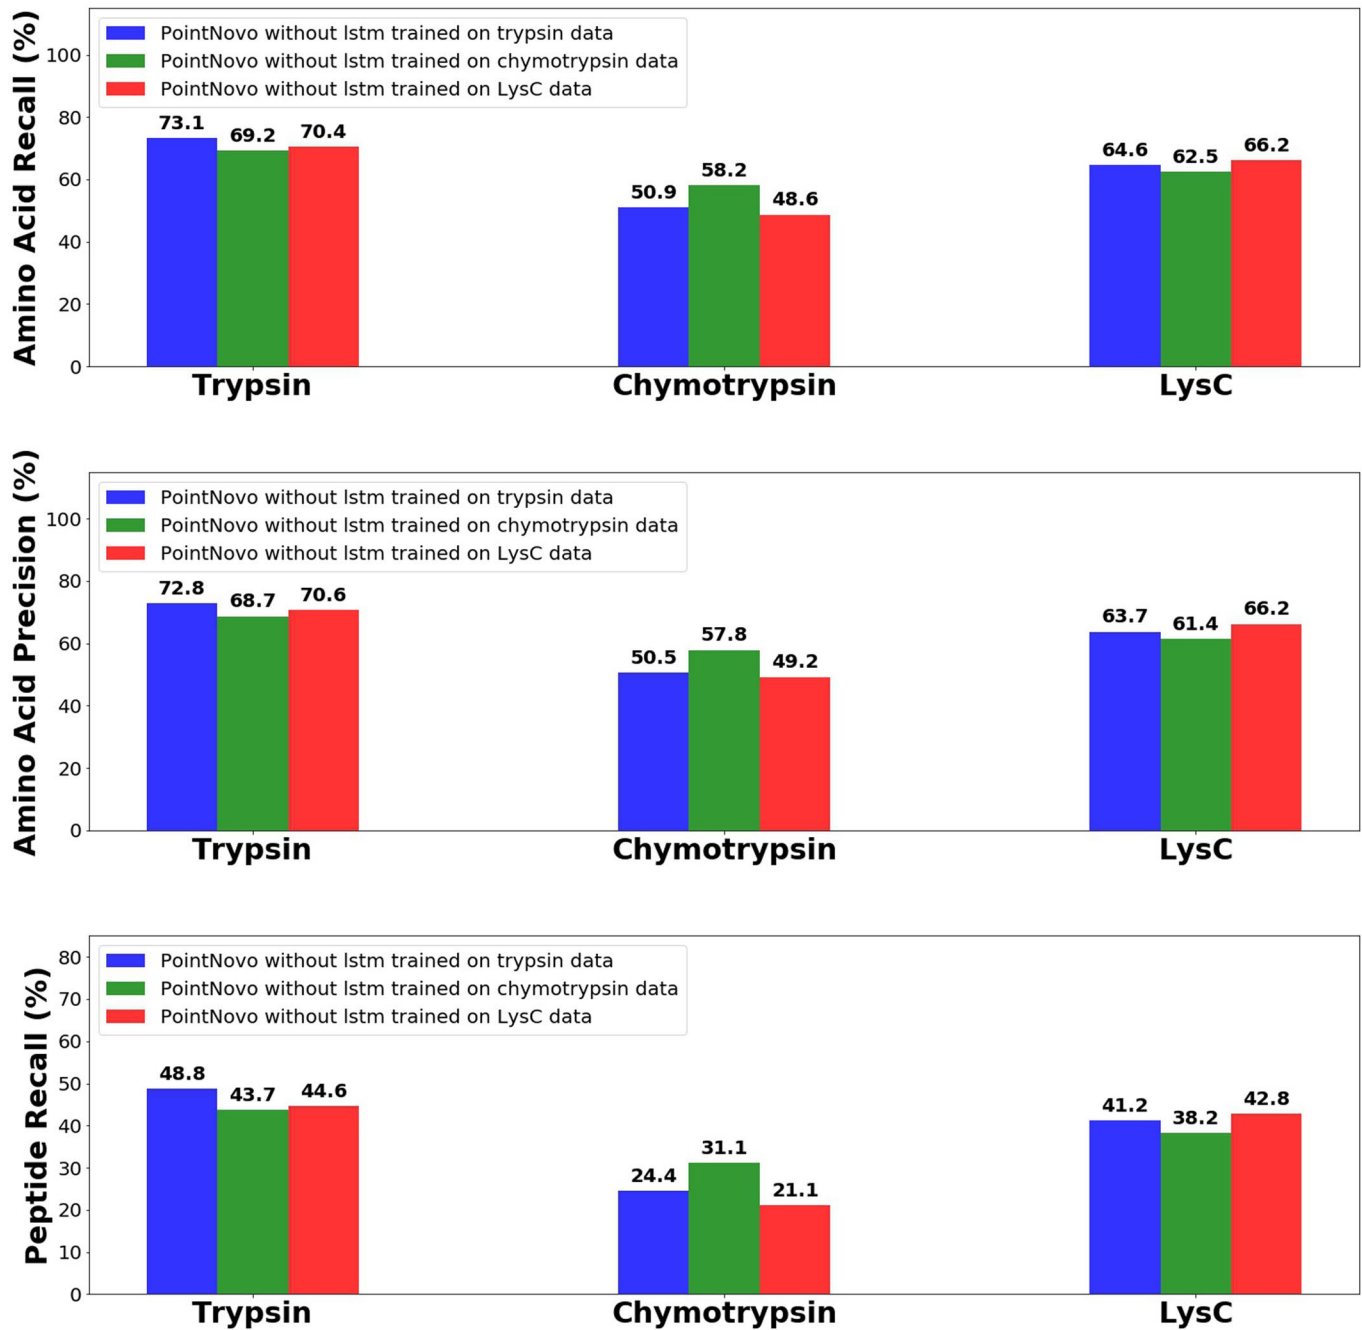 Amino Acid Recall (%)
100
80
60
40
20
0
PointNovo without lstm trained on trypsin data
PointNovo without lstm trained on chymotrypsin data
PointNovo without lstm trained on LysC data
73.1
69.2
70.4
50.9
58.2
48.6
64.6
62.5
66.2
Trypsin
Chymotrypsin
LysC
Amino Acid Precision (%)
100
80
60
40
20
0
PointNovo without lstm trained on trypsin data
PointNovo without lstm trained on chymotrypsin data
PointNovo without lstm trained on LysC data
72.8
68.7
70.6
50.5
57.8
49.2
63.7
61.4
66.2
Trypsin
Chymotrypsin
LysC
Peptide Recall (%)
80
70
60
50
40
30
20
10
0
PointNovo without lstm trained on trypsin data
PointNovo without lstm trained on chymotrypsin data
PointNovo without lstm trained on LysC data
48.8
43.7
44.6
24.4
31.1
21.1
41.2
38.2
42.8
Trypsin
Chymotrypsin
LysC